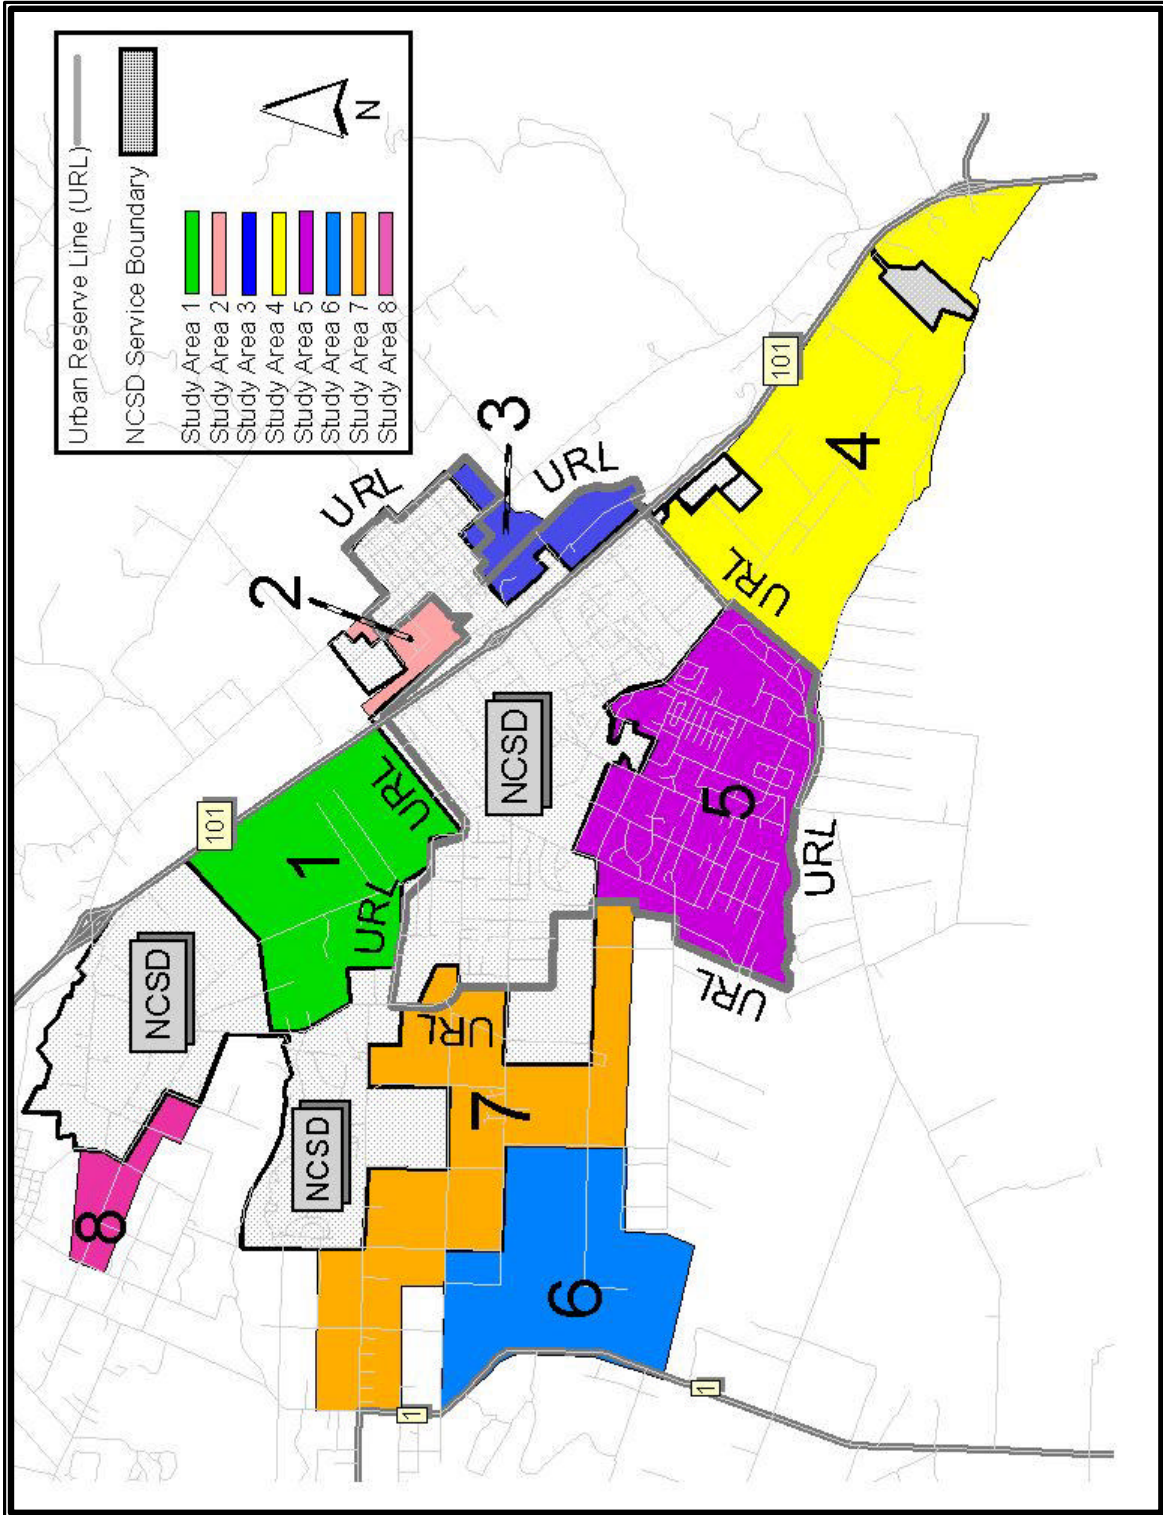 Urban Reserve Line (URL)
NCSD Service Boundary
Study Area 1
Study Area 2
Study Area 3
Study Area 4
Study Area 5
Study Area 6
Study Area 7
Study Area 8
N
8
NCSD
101
1
URL
URL
NCSD
7
URL
6
1
1
2
URL
3
URL
NCSD
101
4
URL
5
URL
URL